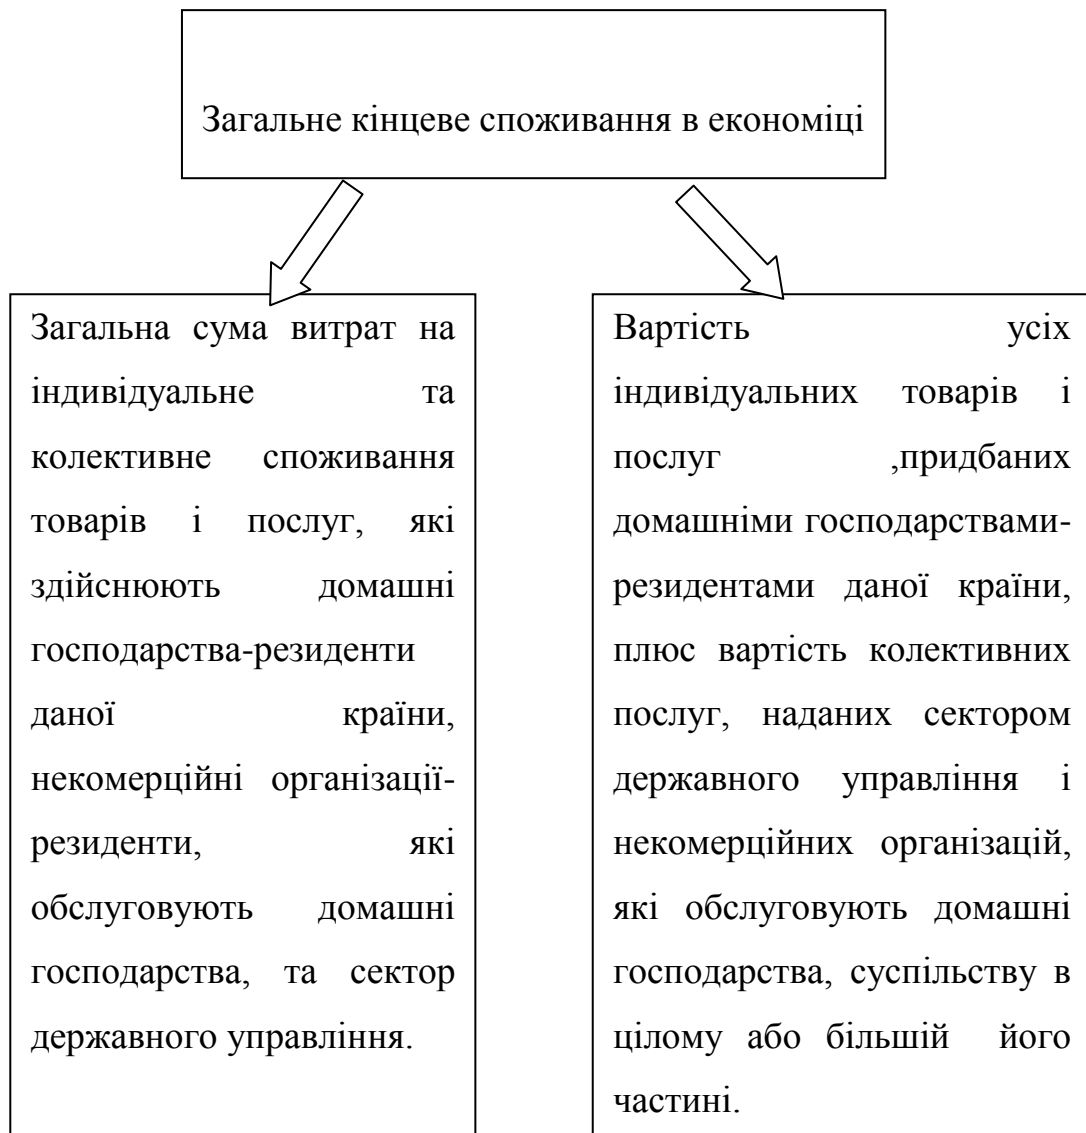 Загальне кінцеве споживання в економіці
Загальна сума витрат на
індивідуальне та
колективне споживання
товарів і послуг, які
здійснюють домашні
господарства-резиденти
даної країни,
некомерційні організації-
резиденти, які
обслуговують домашні
господарства, та сектор
державного управління.
Вартість усіх
індивідуальних товарів і
послуг ,придбаних
домашніми господарствами-
резидентами даної країни,
плюс вартість колективних
послуг, наданих сектором
державного управління і
некомерційних організацій,
які обслуговують домашні
господарства, суспільству в
цілому або більшій його
частині.